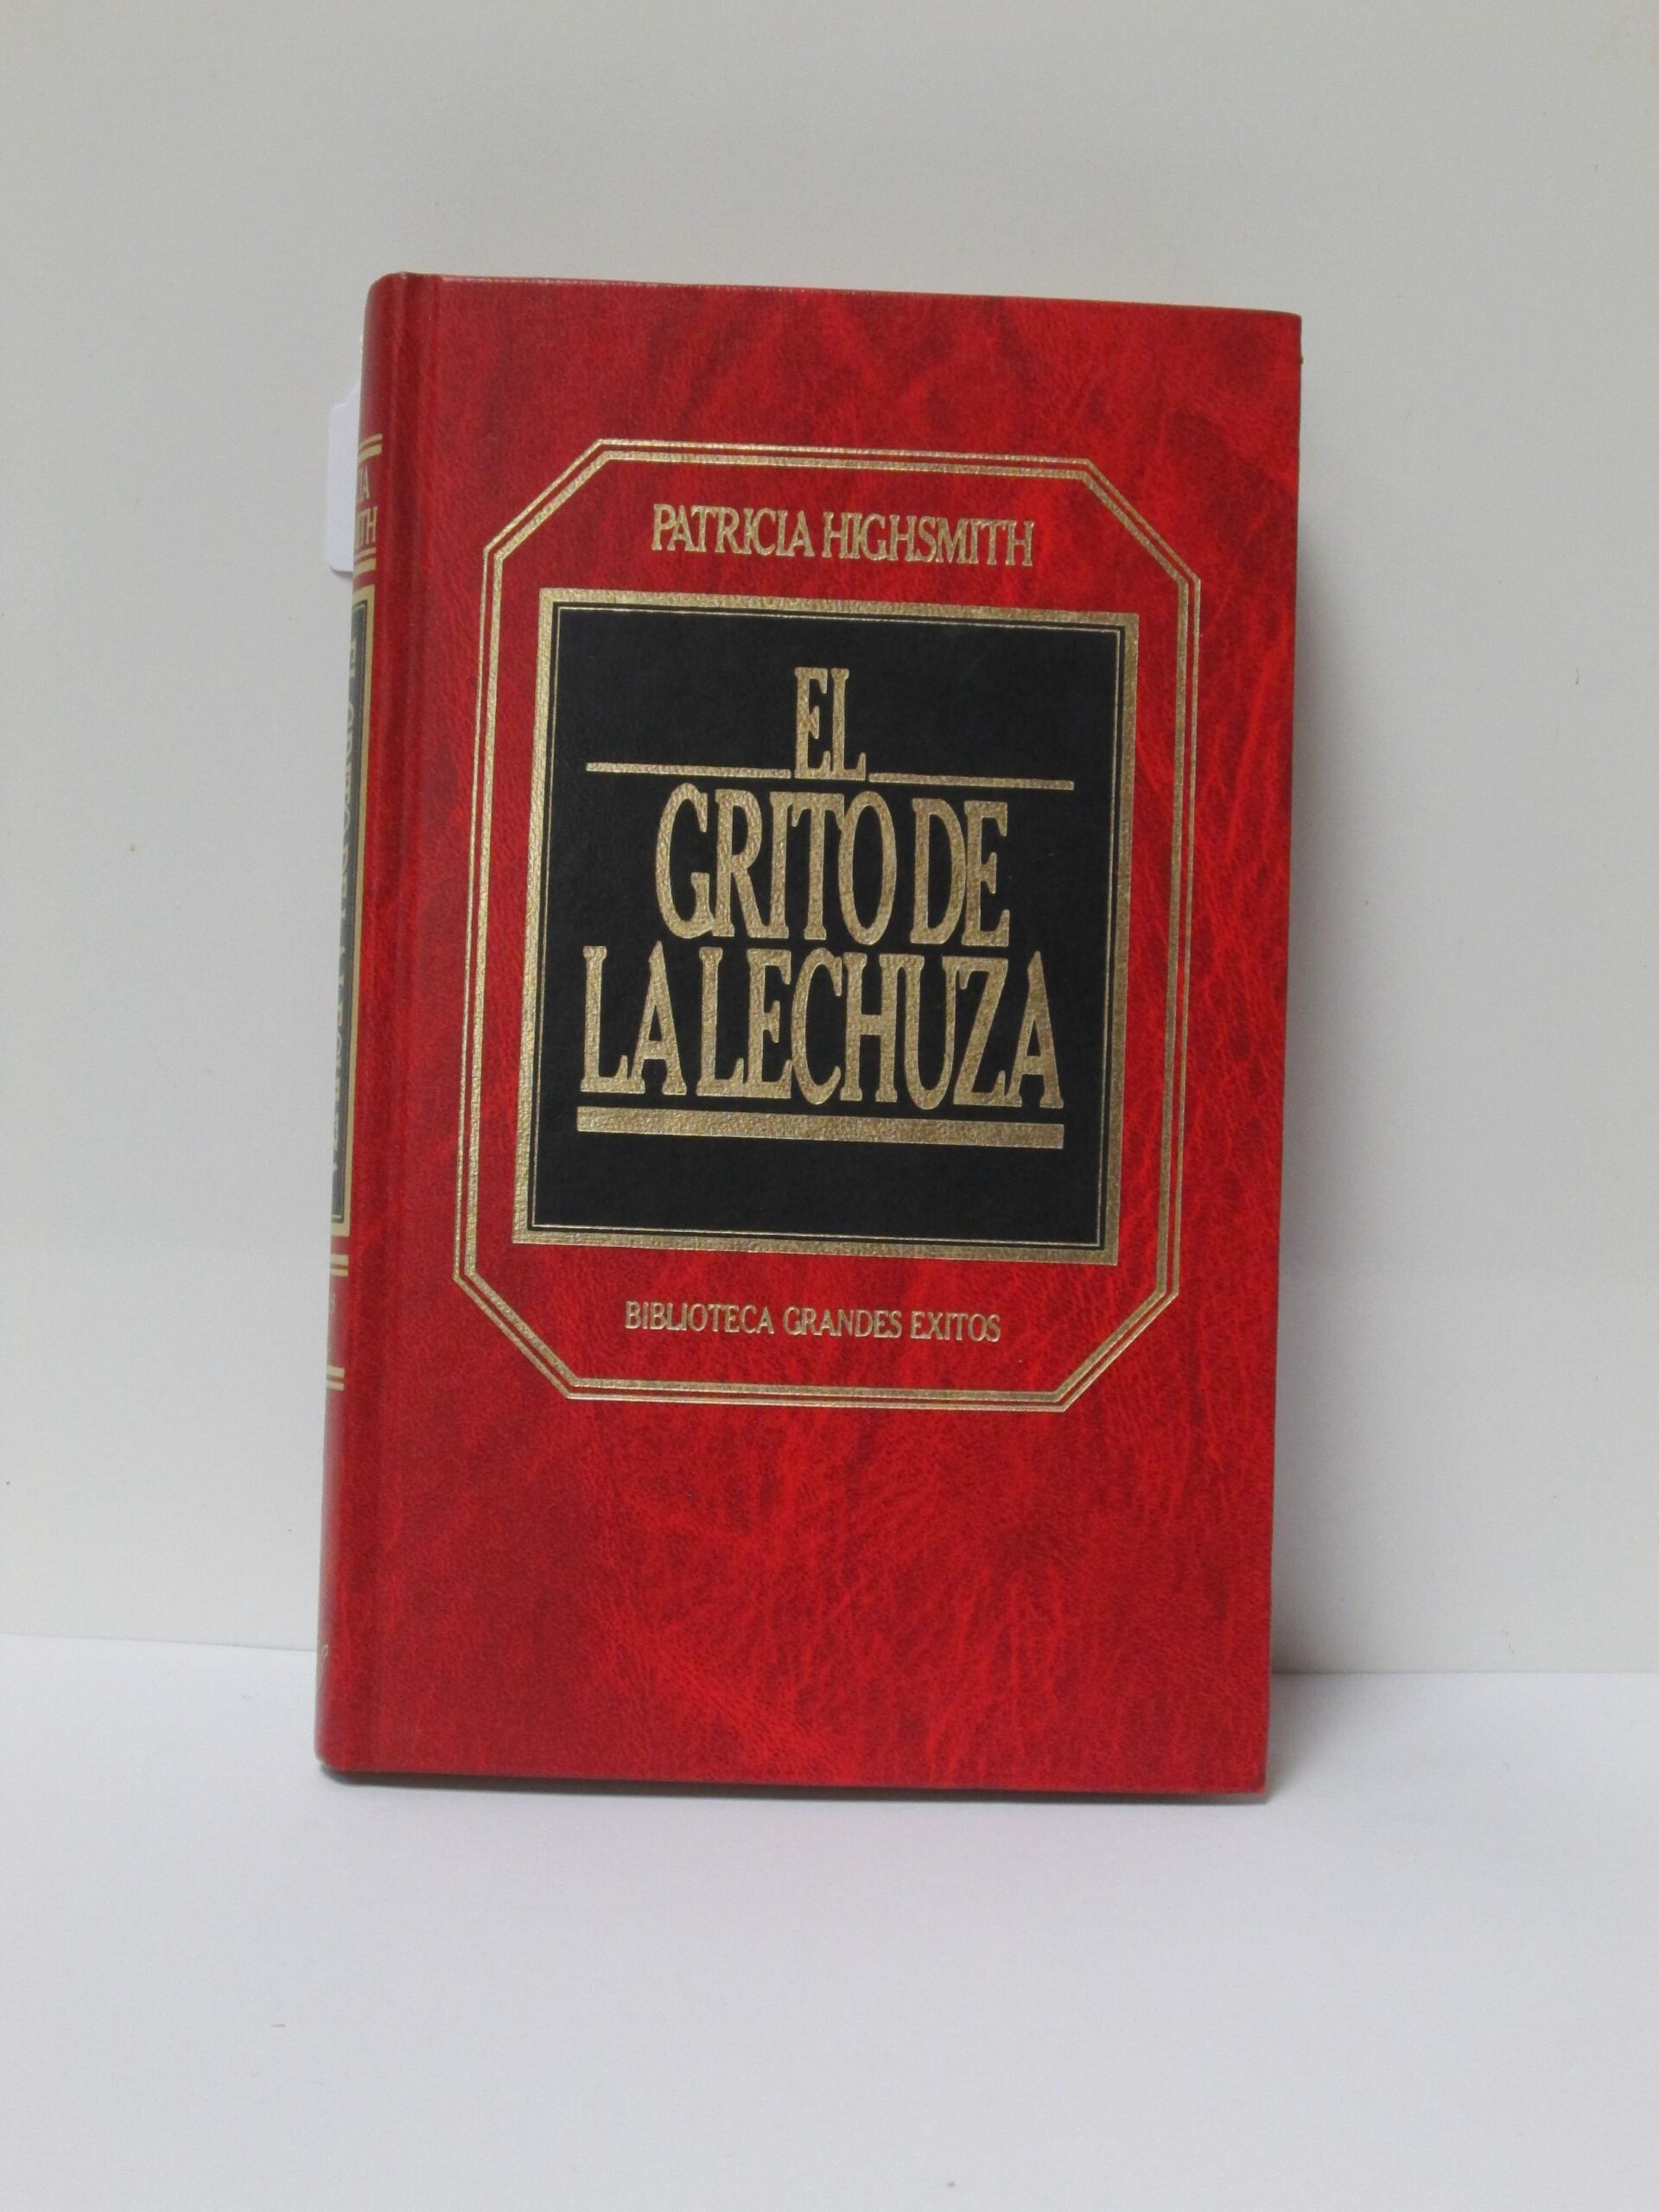 PATRICIA HIGHSMITH
EL
GRITO DE
LA LECHUZA
BIBLIOTECA GRANDES EXITOS